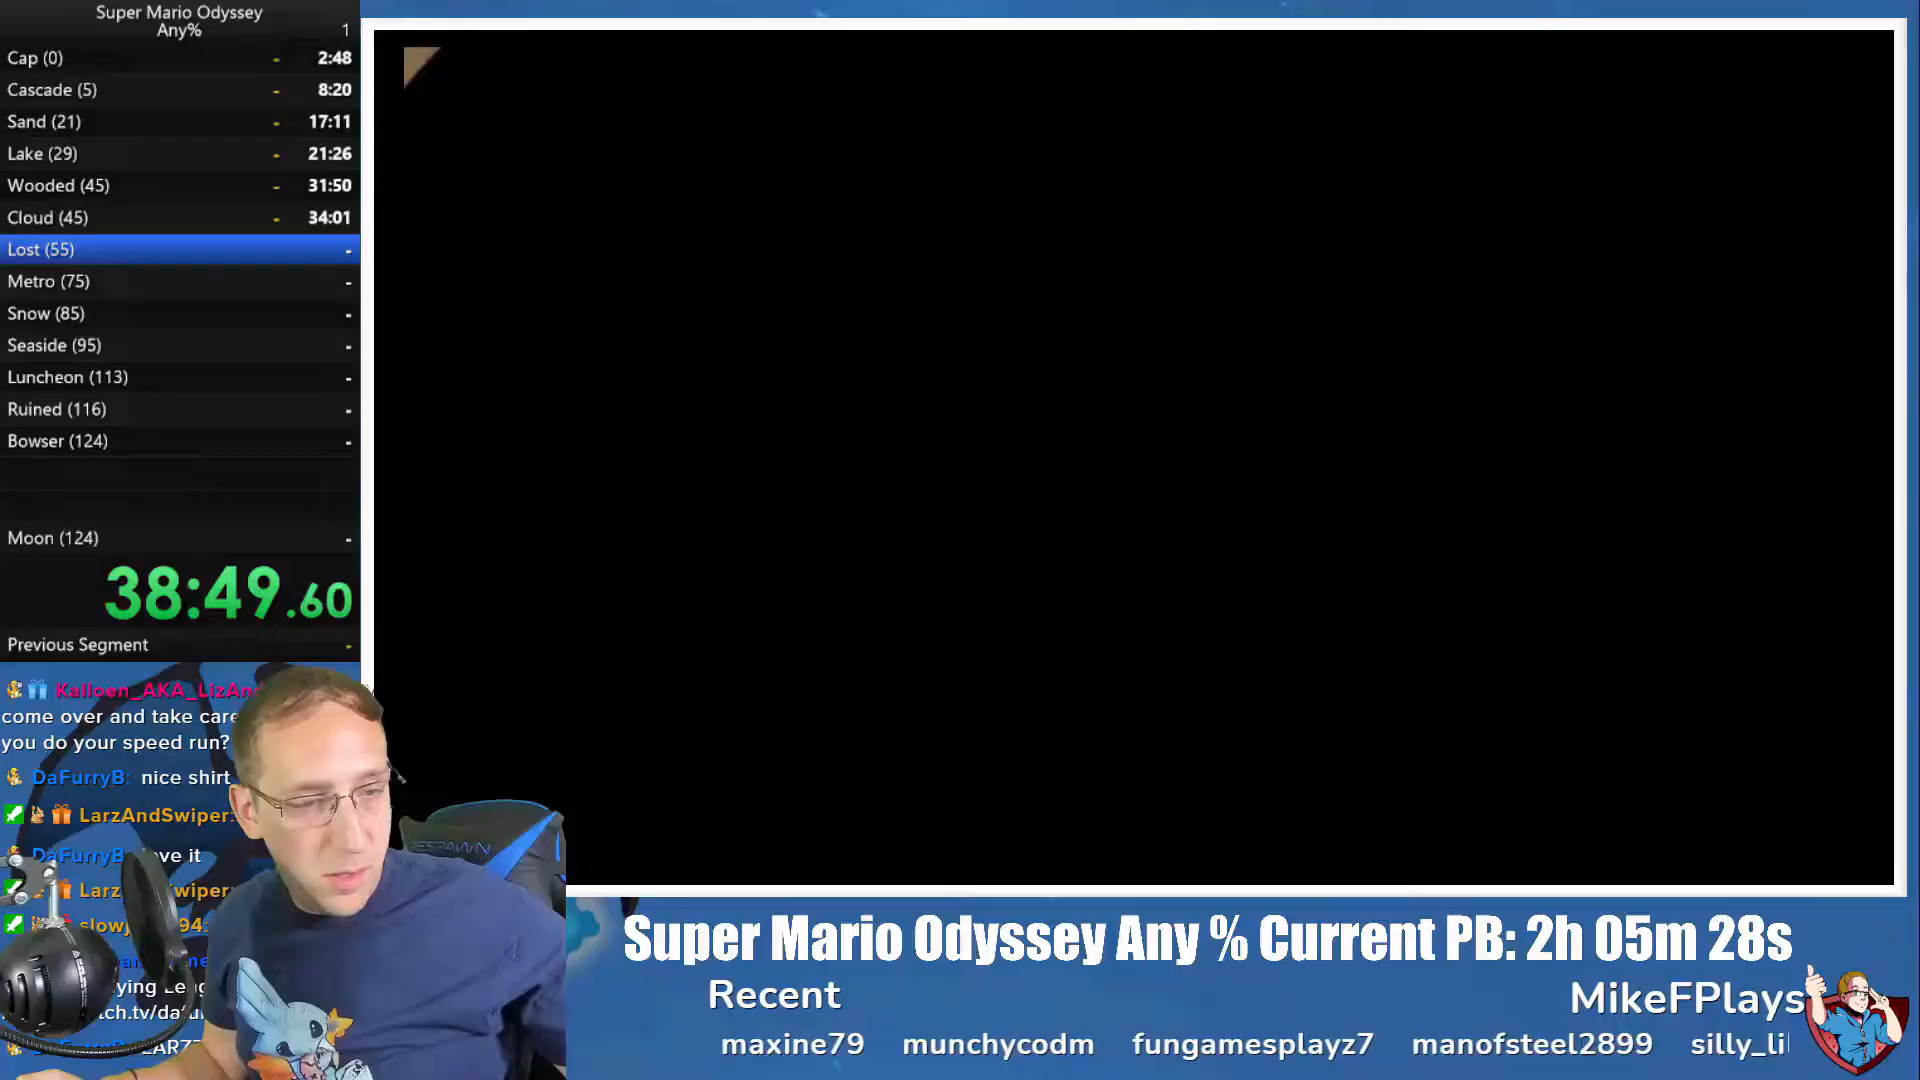 Super Mario Odyssey
Any%
1
Cap (0) - 2:48
Cascade (5) - 8:20
Sand (21) - 17:11
Lake (29) - 21:26
Wooded (45) - 31:50
Cloud (45) - 34:01
Lost (55) -
Metro (75) -
Snow (85) -
Seaside (95) -
Luncheon (113) -
Ruined (116) -
Bowser (124) -
Moon (124) -
38:49.60
Previous Segment -
come over and take care
you do your speed run?
DaFurryB: nice shirt
LarzAndSwiper:
it
Super Mario Odyssey Any % Current PB: 2h 05m 28s
Recent
MikeFPlays
maxine79 munchycodm fungamesplayz7 manofsteel2899